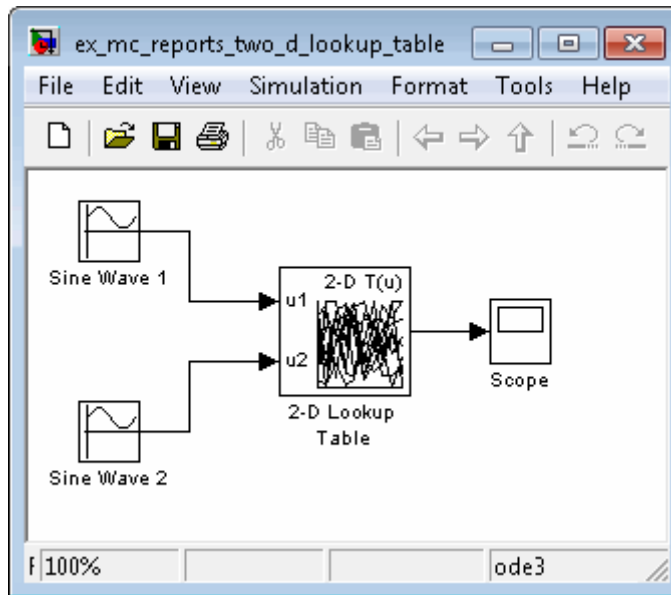 ex_mc_reports_two_d_lookup_table
File Edit View Simulation Format Tools Help
Sine Wave 1
2-D T(u)
u1
u2
2-D Lookup
Table
Scope
Sine Wave 2
100%
ode3